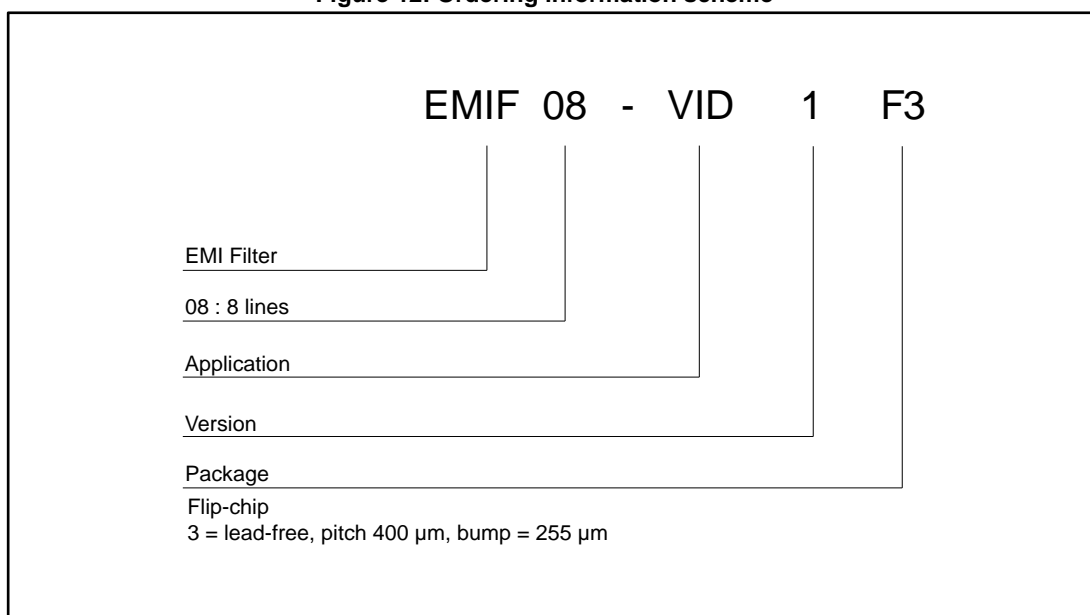 Figure 12. Ordering information scheme
EMIF 08 - VID 1 F3
EMI Filter
08 : 8 lines
Application
Version
Package
Flip-chip
3 = lead-free, pitch 400 µm, bump = 255 µm